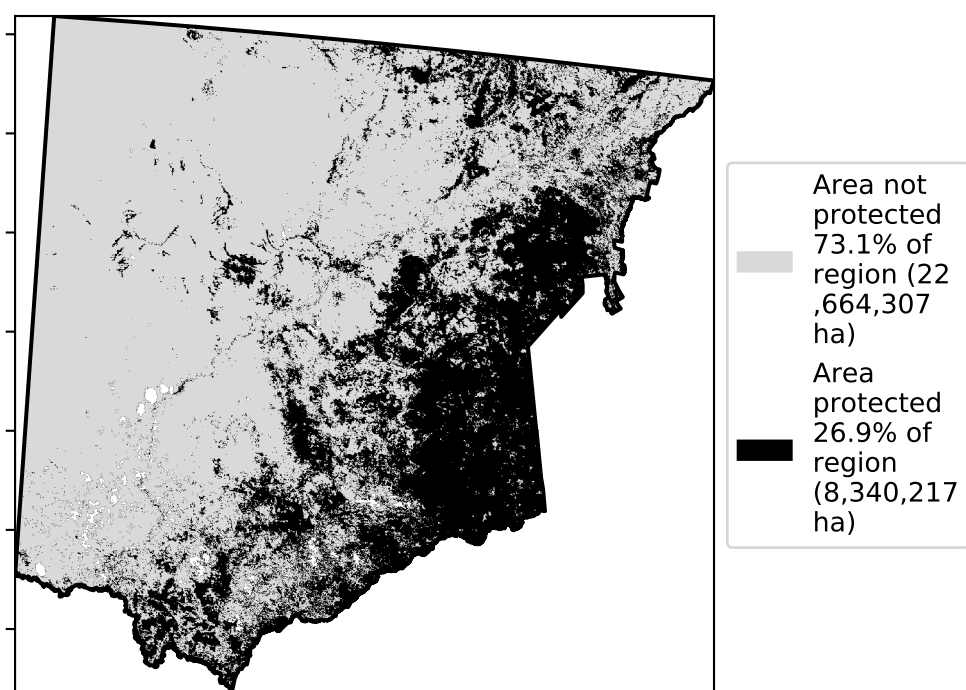 Area not
protected
73.1% of
region (22
,664,307
ha)
Area
protected
26.9% of
region
(8,340,217
ha)